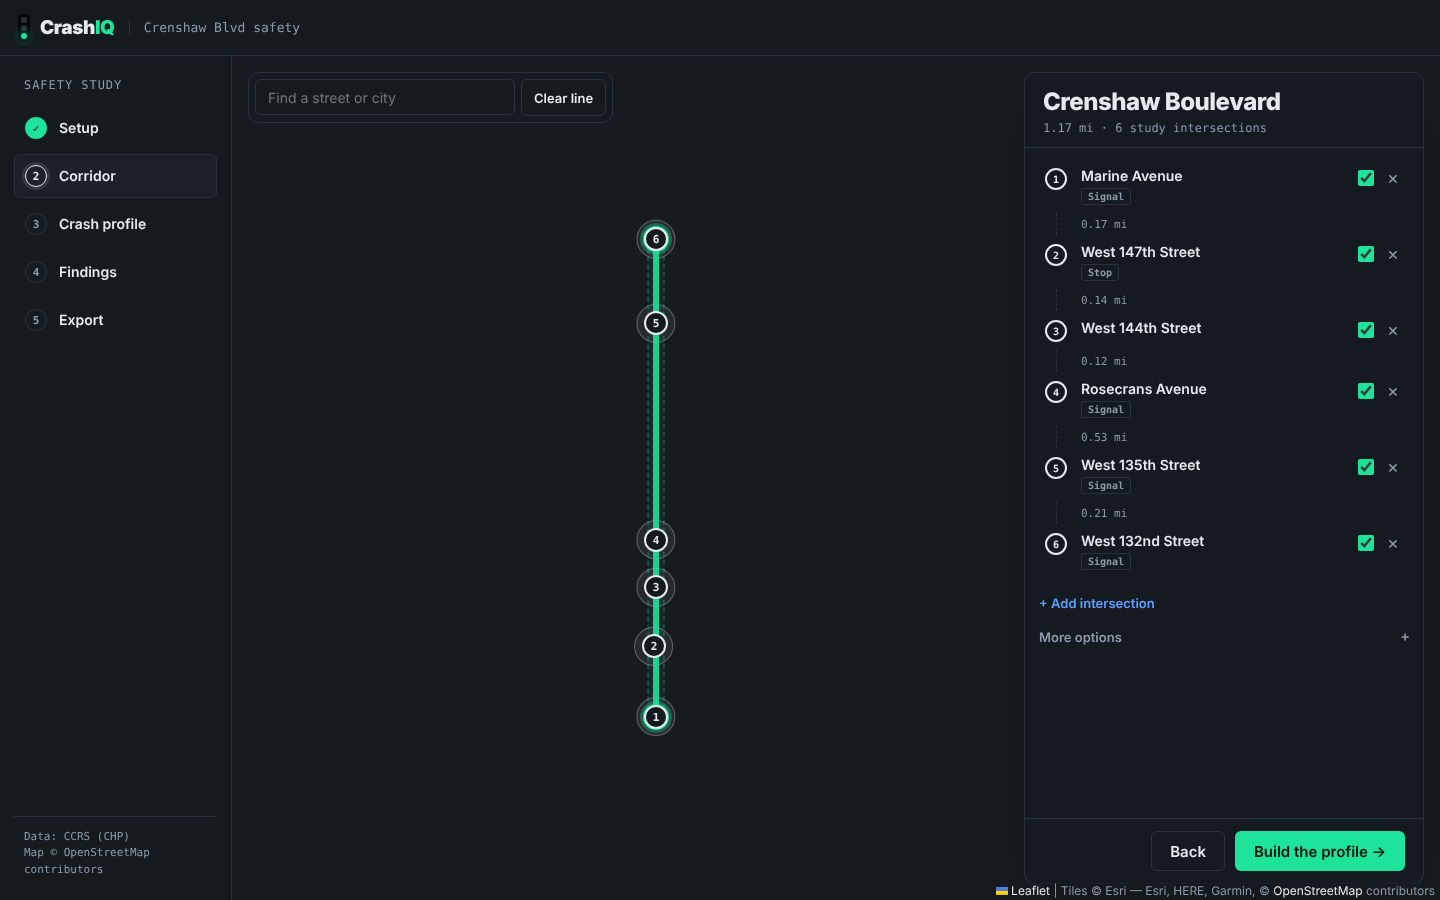 CrashIQ
Crenshaw Blvd safety
SAFETY STUDY
✓ Setup
2 Corridor
3 Crash profile
4 Findings
5 Export
Data: CCRS (CHP)
Map © OpenStreetMap
contributors
Find a street or city
Clear line
6
5
4
3
2
1
Crenshaw Boulevard
1.17 mi · 6 study intersections
1 Marine Avenue ×
Signal
0.17 mi
2 West 147th Street ×
Stop
0.14 mi
3 West 144th Street ×
0.12 mi
4 Rosecrans Avenue ×
Signal
0.53 mi
5 West 135th Street ×
Signal
0.21 mi
6 West 132nd Street ×
Signal
+ Add intersection
More options +
Back
Build the profile →
Leaflet | Tiles © Esri — Esri, HERE, Garmin, © OpenStreetMap contributors